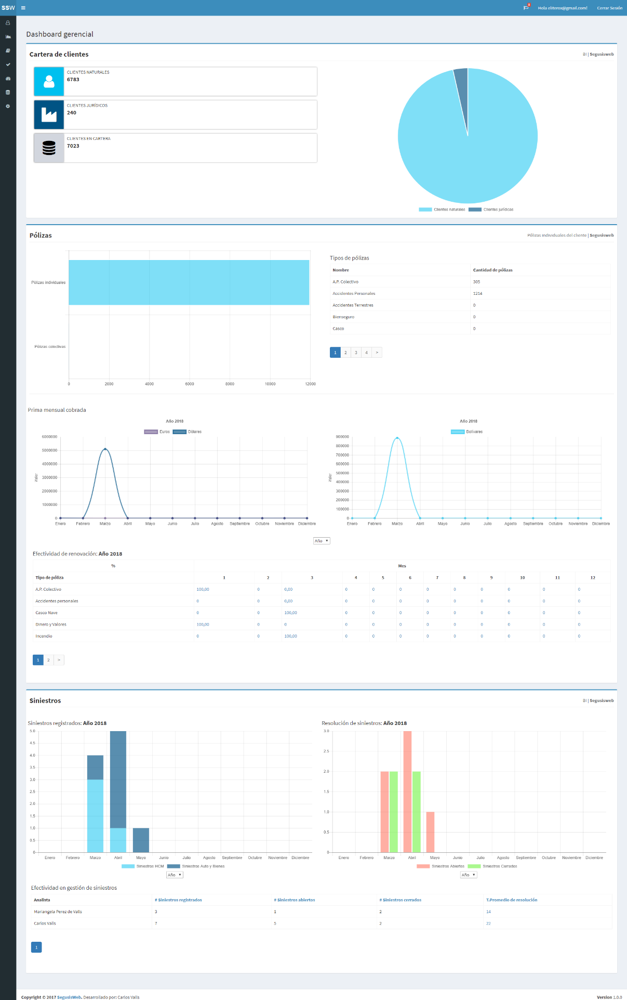 SSW
5
Hola eliterox@gmail.com!
Cerrar Sesión
Dashboard gerencial
Cartera de clientes
BI | Segusisweb
CLIENTES NATURALES
6783
CLIENTES JURÍDICOS
240
CLIENTES EN CARTERA
7023
Clientes naturales Clientes jurídicos
Pólizas
Pólizas individuales del cliente | Segusisweb
Pólizas individuales
Pólizas colectivas
0 2000 4000 6000 8000 10000 12000
Tipos de pólizas
Nombre Cantidad de pólizas
A.P. Colectivo 305
Accidentes Personales 1214
Accidentes Terrestres 0
Bienseguro 0
Casco 0
1 2 3 4 >
Prima mensual cobrada
Año 2018
Euros Dólares
6000000
5000000
4000000
3000000
2000000
1000000
0
Valor
Enero Febrero Marzo Abril Mayo Junio Julio Agosto Septiembre Octubre Noviembre Diciembre
Año 2018
Bolívares
900000
800000
700000
600000
500000
400000
300000
200000
100000
0
Valor
Enero Febrero Marzo Abril Mayo Junio Julio Agosto Septiembre Octubre Noviembre Diciembre
Año
Efectividad de renovación: Año 2018
% Mes
Tipo de póliza 1 2 3 4 5 6 7 8 9 10 11 12
A.P. Colectivo 100,00 0 0,00 0 0 0 0 0 0 0 0 0
Accidentes personales 0 0 0,00 0 0 0 0 0 0 0 0 0
Casco Nave 0 0 100,00 0 0 0 0 0 0 0 0 0
Dinero y Valores 100,00 0 0 0 0 0 0 0 0 0 0 0
Incendio 0 0 100,00 0 0 0 0 0 0 0 0 0
1 2 >
Siniestros
BI | Segusisweb
Siniestros registrados: Año 2018
5.0
4.5
4.0
3.5
3.0
2.5
2.0
1.5
1.0
0.5
0
Enero Febrero Marzo Abril Mayo Junio Julio Agosto Septiembre Octubre Noviembre Diciembre
Siniestros HCM Siniestros Auto y Bienes
Año
Resolución de siniestros: Año 2018
3.0
2.5
2.0
1.5
1.0
0.5
0
Enero Febrero Marzo Abril Mayo Junio Julio Agosto Septiembre Octubre Noviembre Diciembre
Siniestros Abiertos Siniestros Cerrados
Año
Efectividad en gestión de siniestros
Analista # Siniestros registrados # Siniestros abiertos # Siniestros cerrados T.Promedio de resolución
Mariangela Perez de Valls 3 1 2 14
Carlos Valls 7 5 2 22
1
Copyright © 2017 SegusisWeb. Desarrollado por: Carlos Valls
Version 1.0.0